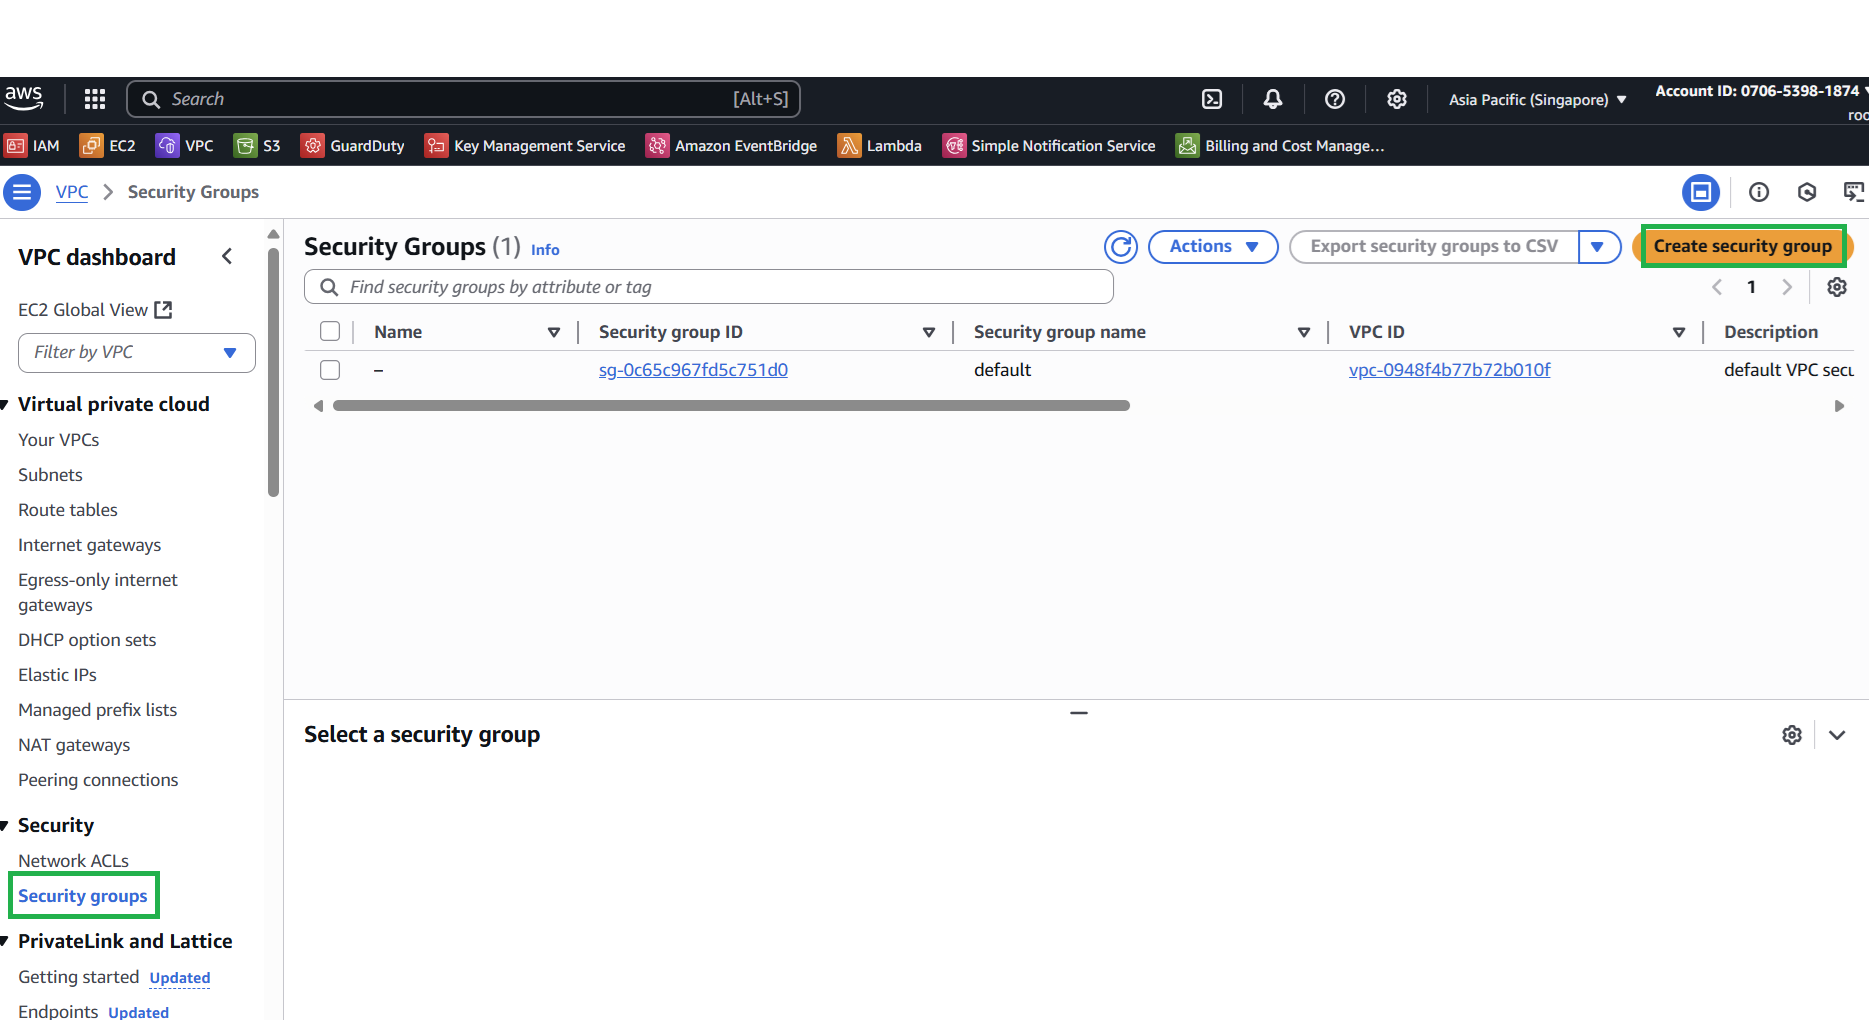 aws
Search [Alt+S]
Asia Pacific (Singapore)
Account ID: 0706-5398-1874
roo
IAM EC2 VPC S3 GuardDuty Key Management Service Amazon EventBridge Lambda Simple Notification Service Billing and Cost Manage...
VPC Security Groups
VPC dashboard
EC2 Global View
Filter by VPC
Virtual private cloud
Your VPCs
Subnets
Route tables
Internet gateways
Egress-only internet
gateways
DHCP option sets
Elastic IPs
Managed prefix lists
NAT gateways
Peering connections
Security
Network ACLs
Security groups
PrivateLink and Lattice
Getting started Updated
Endpoints Updated
Security Groups (1) Info
Actions
Export security groups to CSV
Create security group
Find security groups by attribute or tag
1
Name Security group ID Security group name VPC ID Description
– sg-0c65c967fd5c751d0 default vpc-0948f4b77b72b010f default VPC secu
Select a security group